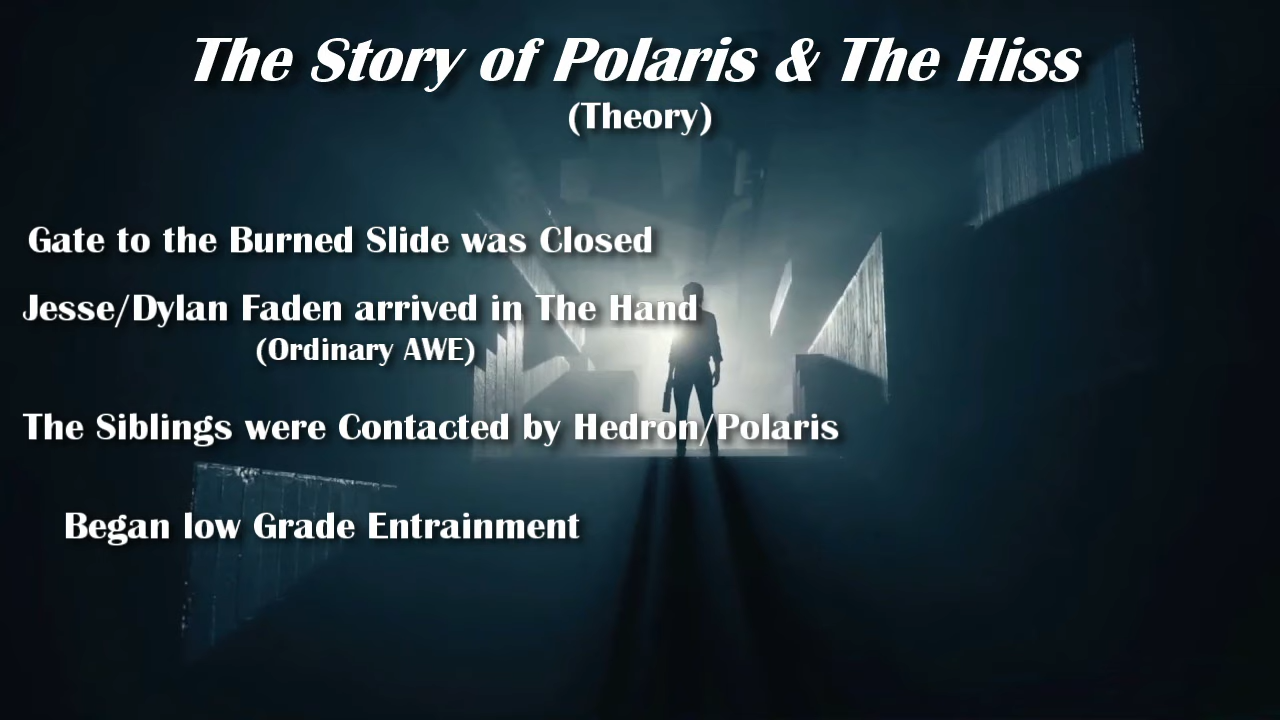 The Story of Polaris & The Hiss
(Theory)
Gate to the Burned Slide was Closed
Jesse/Dylan Faden arrived in The Hand
(Ordinary AWE)
The Siblings were Contacted by Hedron/Polaris
Began low Grade Entrainment